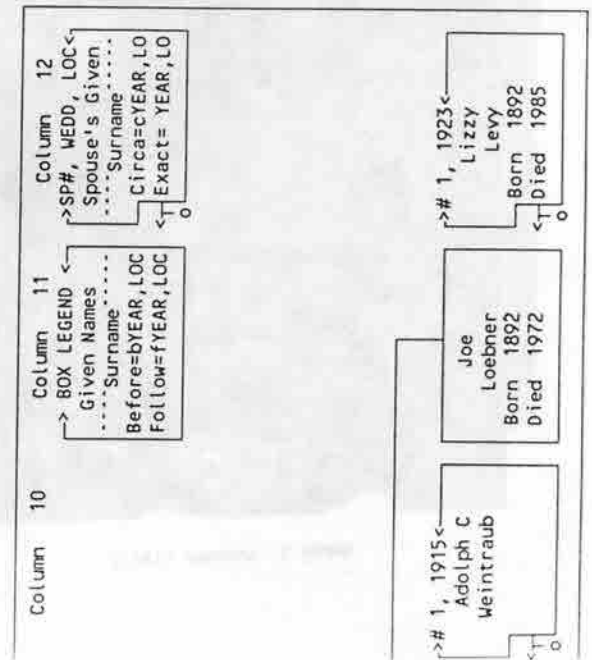 Column 10
Column 11
Column 12
-> BOX LEGEND <-
Given Names
----Surname-----
Before=bYEAR,LOC
Follow=fYEAR,LOC
->SP#, WEDD, LOC<-
Spouse's Given
----Surname-----
Circa=cYEAR,LO
Exact= YEAR,LO
<T
O
->#  1, 1915<-
Adolph C
Weintraub
<T
O
Joe
Loebner
Born 1892
Died 1972
->#  1, 1923<-
Lizzy
Levy
Born 1892
Died 1985
<T
O